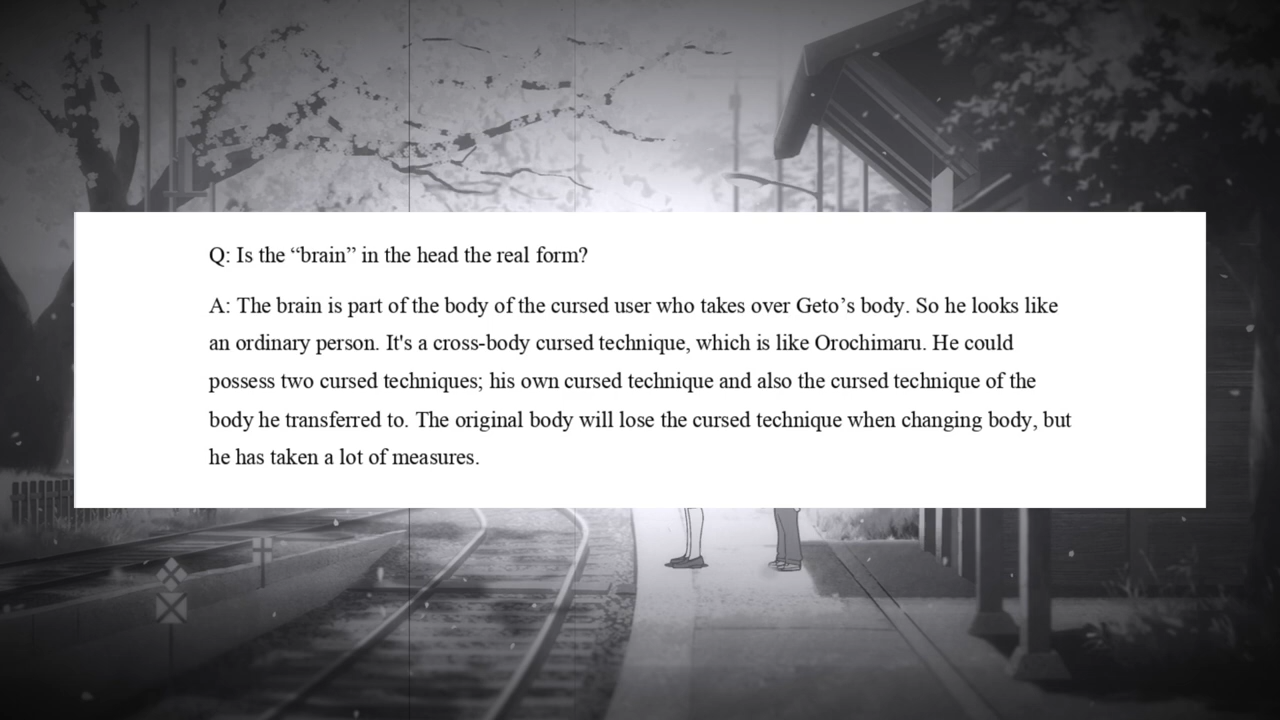 Q: Is the “brain” in the head the real form?
A: The brain is part of the body of the cursed user who takes over Geto’s body. So he looks like
an ordinary person. It's a cross-body cursed technique, which is like Orochimaru. He could
possess two cursed techniques; his own cursed technique and also the cursed technique of the
body he transferred to. The original body will lose the cursed technique when changing body, but
he has taken a lot of measures.